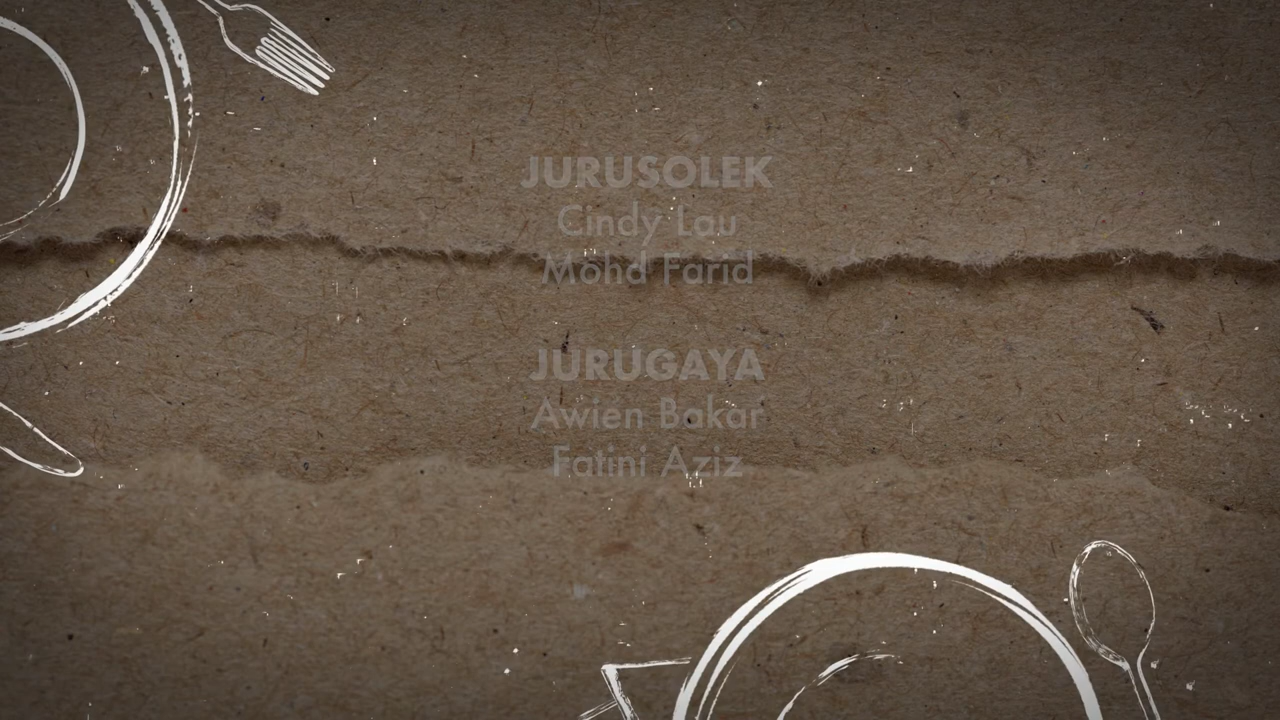 JURUSOLEK
Cindy Lau
Mohd Farid
JURUGAYA
Awien Bakar
Fatini Aziz